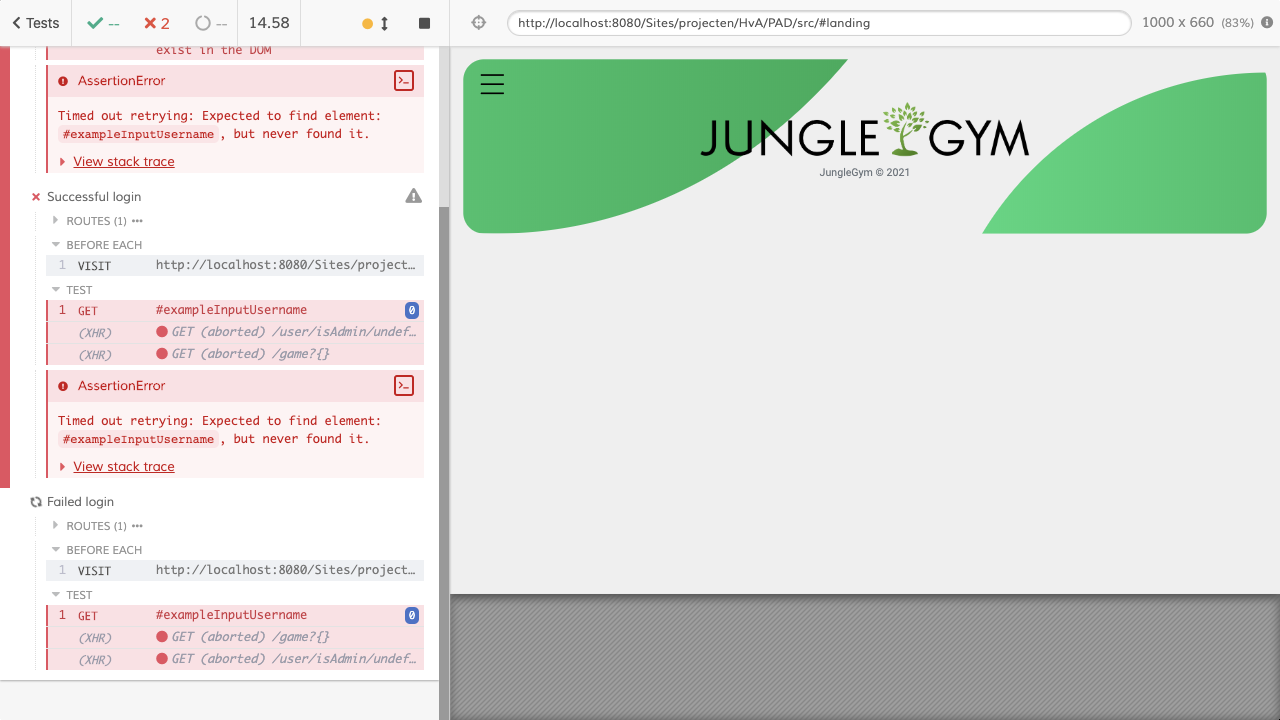 Tests
--
2
--
14.58
http://localhost:8080/Sites/projecten/HvA/PAD/src/#landing
1000 x 660 (83%)
exist in the DOM
AssertionError
Timed out retrying: Expected to find element:
#exampleInputUsername, but never found it.
View stack trace
Successful login
ROUTES (1)
BEFORE EACH
1 VISIT http://localhost:8080/Sites/project…
TEST
1 GET #exampleInputUsername 0
(XHR) GET (aborted) /user/isAdmin/undef…
(XHR) GET (aborted) /game?{}
AssertionError
Timed out retrying: Expected to find element:
#exampleInputUsername, but never found it.
View stack trace
Failed login
ROUTES (1)
BEFORE EACH
1 VISIT http://localhost:8080/Sites/project…
TEST
1 GET #exampleInputUsername 0
(XHR) GET (aborted) /game?{}
(XHR) GET (aborted) /user/isAdmin/undef…
JUNGLE GYM
JungleGym © 2021